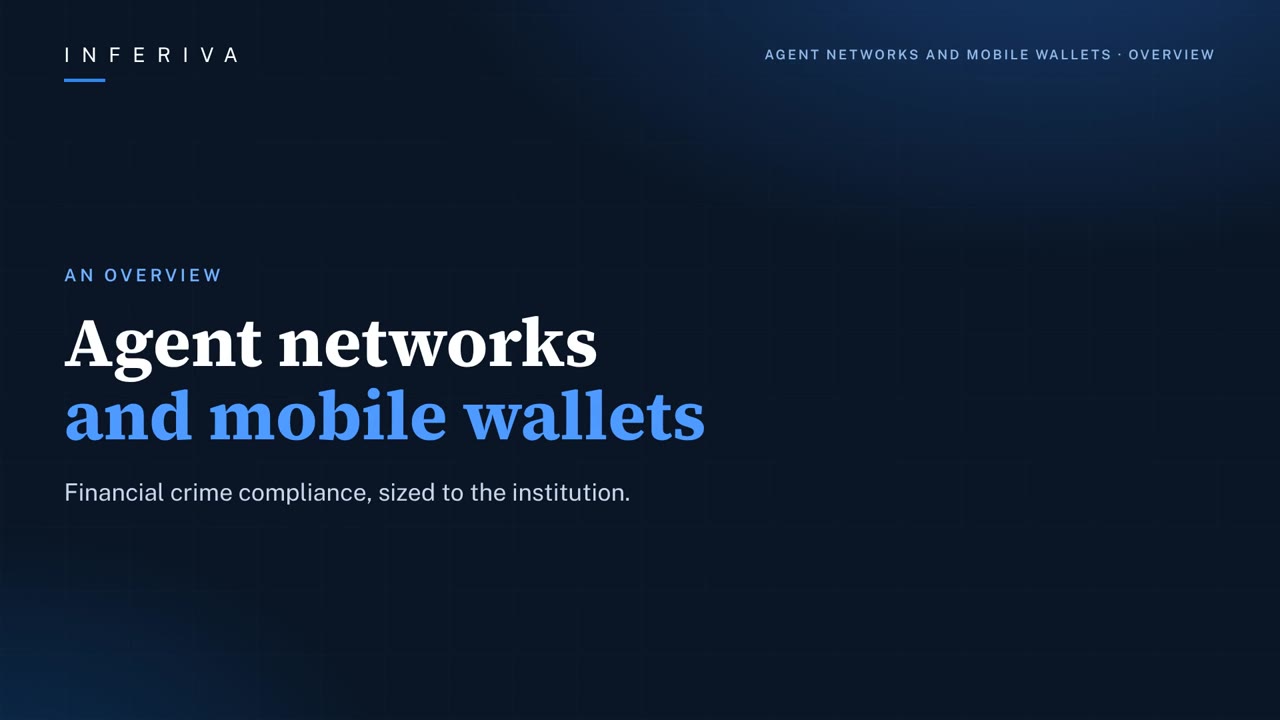 INFERIVA
AGENT NETWORKS AND MOBILE WALLETS · OVERVIEW
AN OVERVIEW
Agent networks
and mobile wallets
Financial crime compliance, sized to the institution.